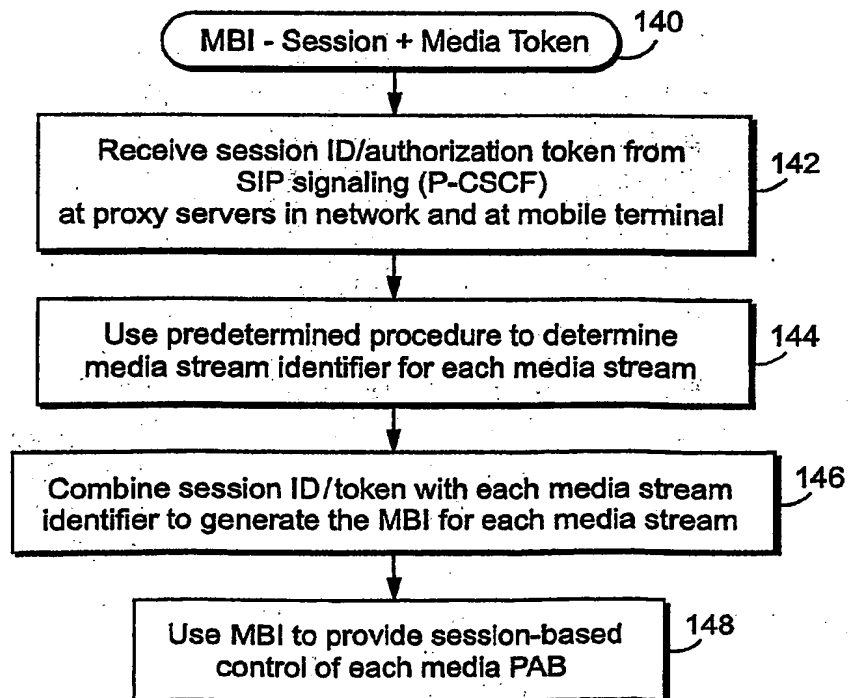 MBI - Session + Media Token
140
Receive session ID/authorization token from
SIP signaling (P-CSCF)
at proxy servers in network and at mobile terminal
142
Use predetermined procedure to determine
media stream identifier for each media stream
144
Combine session ID/token with each media stream
identifier to generate the MBI for each media stream
146
Use MBI to provide session-based
control of each media PAB
148